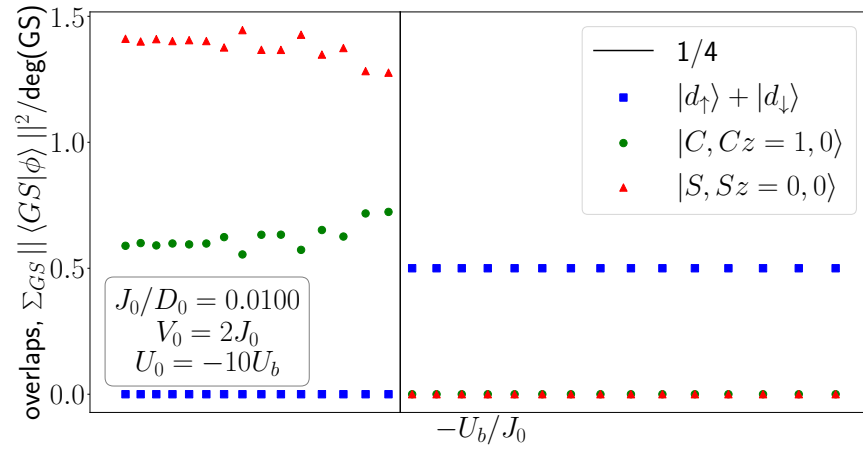 overlaps, Σ_GS || ⟨GS|ϕ⟩ ||²/deg(GS)
1.5
1.0
0.5
0.0
1/4
|d↑⟩ + |d↓⟩
|C, Cz = 1, 0⟩
|S, Sz = 0, 0⟩
J₀/D₀ = 0.0100
V₀ = 2J₀
U₀ = −10U_b
−U_b/J₀